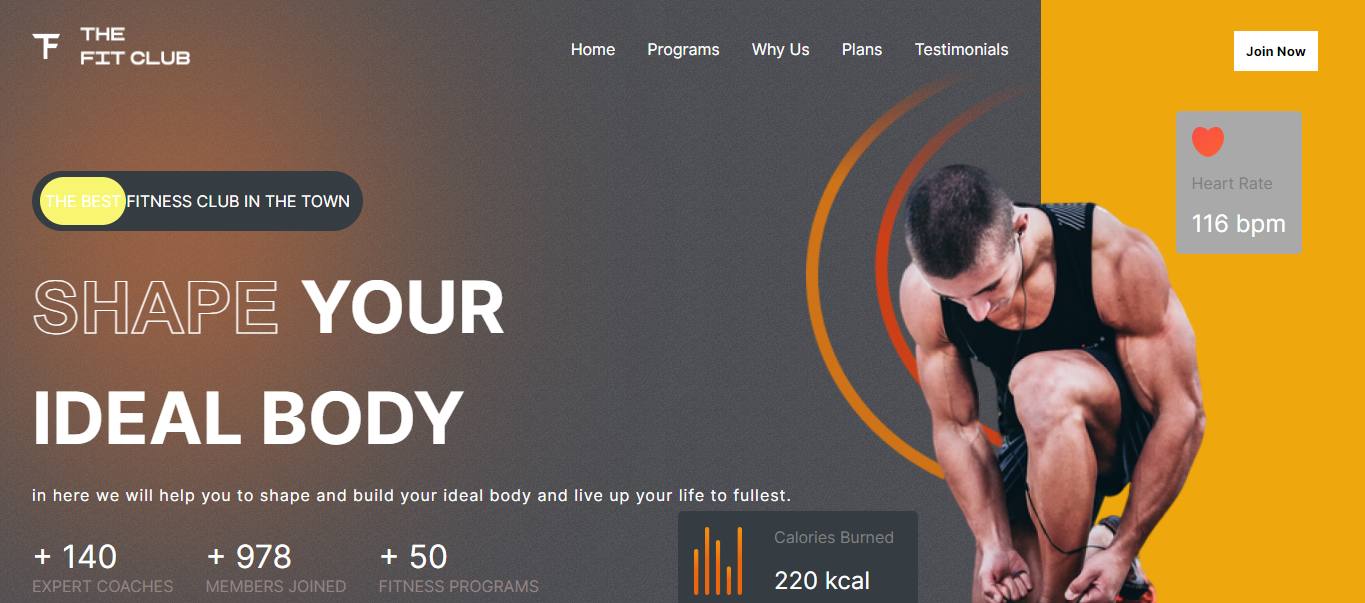 THE
FIT CLUB
Home Programs Why Us Plans Testimonials
Join Now
Heart Rate
116 bpm
THE BEST FITNESS CLUB IN THE TOWN
SHAPE YOUR
IDEAL BODY
in here we will help you to shape and build your ideal body and live up your life to fullest.
+ 140
EXPERT COACHES
+ 978
MEMBERS JOINED
+ 50
FITNESS PROGRAMS
Calories Burned
220 kcal